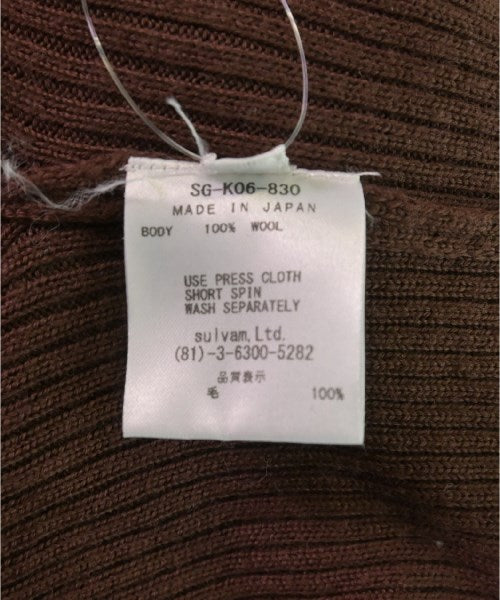 SG-K06-830
MADE IN JAPAN
BODY 100% WOOL
USE PRESS CLOTH
SHORT SPIN
WASH SEPARATELY
sulvam,Ltd.
(81)-3-6300-5282
品質表示
毛 100%